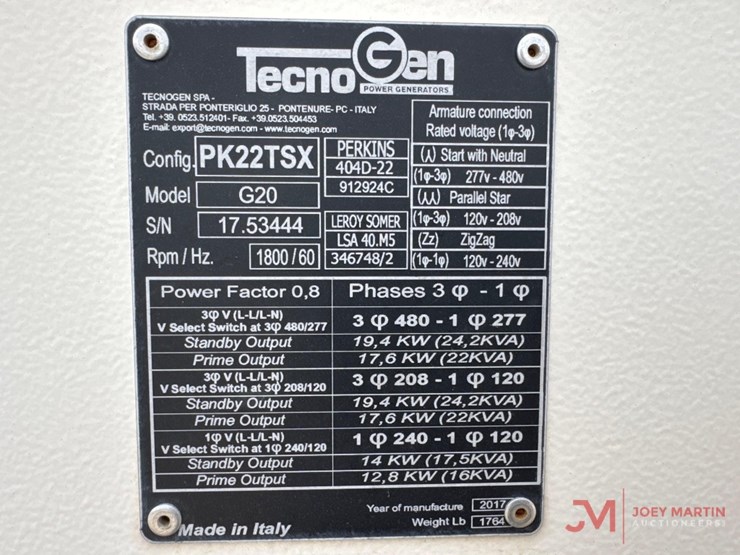 TecnoGen
POWER GENERATORS
TECNOGEN SPA -
STRADA PER PONTERIGLIO 25 - PONTENURE- PC - ITALY
Tel. +39. 0523.512401- Fax. +39.0523.504453
E-mail: export@tecnogen.com - www.tecnogen.com
Config. PK22TSX
Model G20
S/N 17.53444
Rpm / Hz. 1800/60
PERKINS
404D-22
912924C
LEROY SOMER
LSA 40.M5
346748/2
Armature connection
Rated voltage (1φ-3φ)
(⅄) Start with Neutral
(1φ-3φ) 277v - 480v
(⅄⅄) Parallel Star
(1φ-3φ) 120v - 208v
(Zz) ZigZag
(1φ-1φ) 120v - 240v
Power Factor 0,8 Phases 3 φ - 1 φ
3φ V (L-L/L-N)
V Select Switch at 3φ 480/277 3 φ 480 - 1 φ 277
Standby Output 19,4 KW (24,2KVA)
Prime Output 17,6 KW (22KVA)
3φ V (L-L/L-N)
V Select Switch at 3φ 208/120 3 φ 208 - 1 φ 120
Standby Output 19,4 KW (24,2KVA)
Prime Output 17,6 KW (22KVA)
1φ V (L-L/L-N)
V Select Switch at 1φ 240/120 1 φ 240 - 1 φ 120
Standby Output 14 KW (17,5KVA)
Prime Output 12,8 KW (16KVA)
Year of manufacture 2017
Weight Lb 1764
Made in Italy
JM JOEY MARTIN
AUCTIONEERS